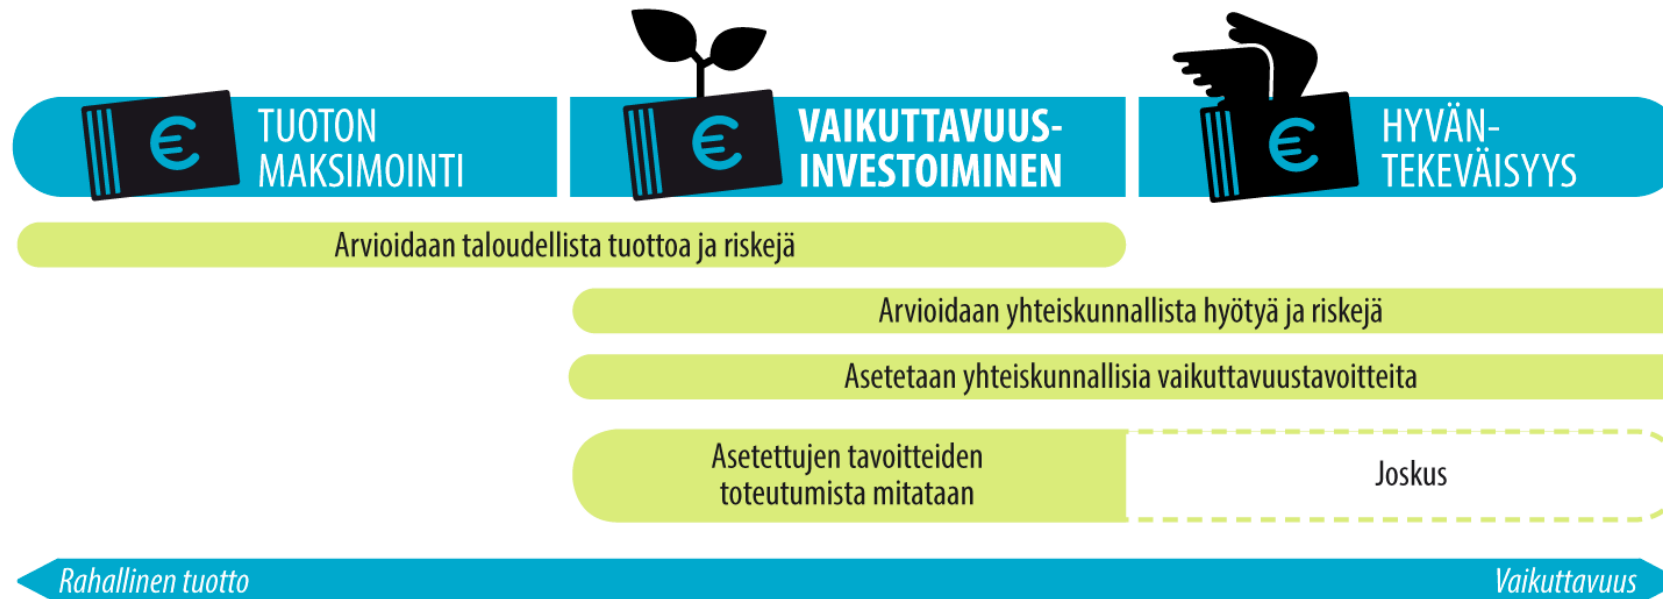 € TUOTON
MAKSIMOINTI
€ VAIKUTTAVUUS-
INVESTOIMINEN
€ HYVÄN-
TEKEVÄISYYS
Arvioidaan taloudellista tuottoa ja riskejä
Arvioidaan yhteiskunnallista hyötyä ja riskejä
Asetetaan yhteiskunnallisia vaikuttavuustavoitteita
Asetettujen tavoitteiden
toteutumista mitataan
Joskus
Rahallinen tuotto
Vaikuttavuus